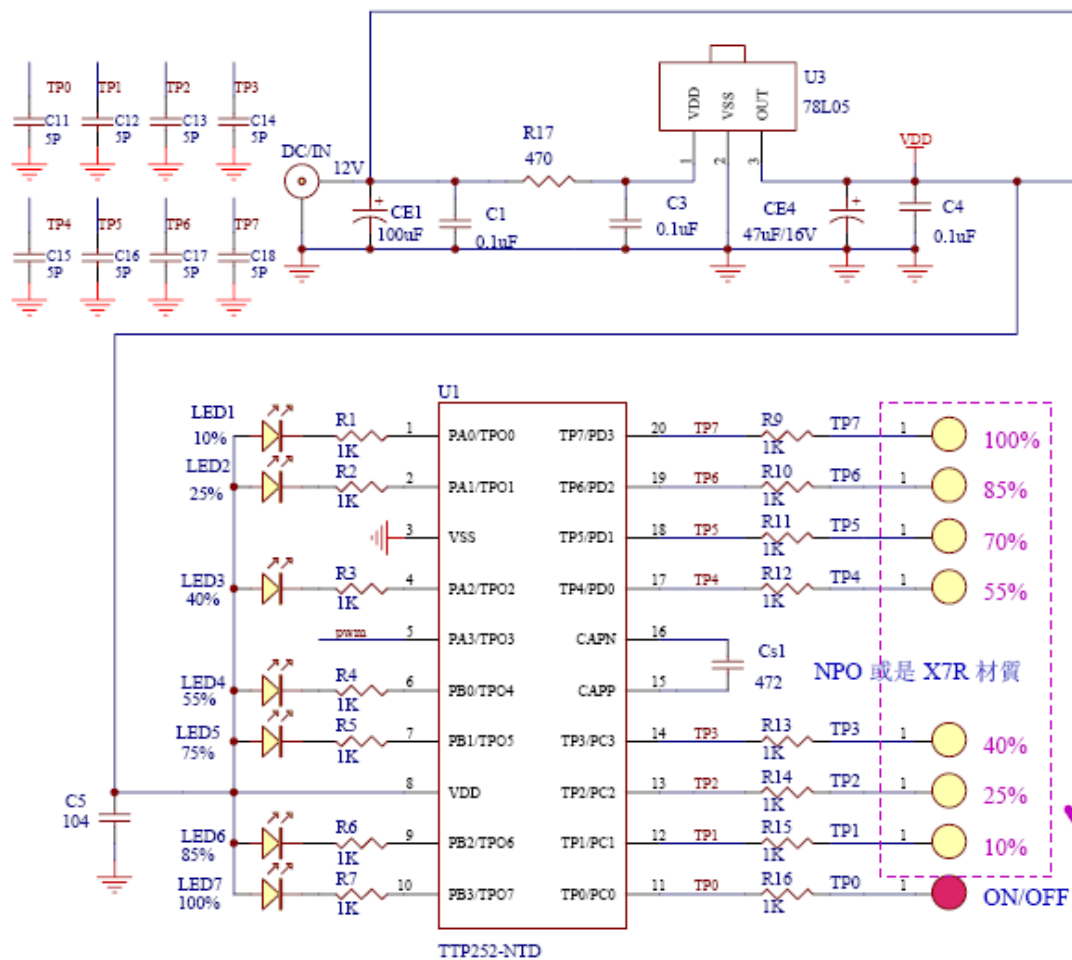 TP0 TP1 TP2 TP3
C11 C12 C13 C14
5P 5P 5P 5P
TP4 TP5 TP6 TP7
C15 C16 C17 C18
5P 5P 5P 5P
DC/IN
12V
CE1
100uF
C1
0.1uF
R17
470
C3
0.1uF
U3
78L05
VDD VSS OUT
1 2 3
CE4
47uF/16V
VDD
C4
0.1uF
U1
LED1 10% R1 1K 1 PA0/TPO0 TP7/PD3 20 TP7 R9 1K TP7 1 100%
LED2 25% R2 1K 2 PA1/TPO1 TP6/PD2 19 TP6 R10 1K TP6 1 85%
3 VSS TP5/PD1 18 TP5 R11 1K TP5 1 70%
LED3 40% R3 1K 4 PA2/TPO2 TP4/PD0 17 TP4 R12 1K TP4 1 55%
pwm 5 PA3/TPO3 CAPN 16
Cs1
472
NPO 或是 X7R 材質
LED4 55% R4 1K 6 PB0/TPO4 CAPP 15
LED5 75% R5 1K 7 PB1/TPO5 TP3/PC3 14 TP3 R13 1K TP3 1 40%
C5
104
8 VDD TP2/PC2 13 TP2 R14 1K TP2 1 25%
LED6 85% R6 1K 9 PB2/TPO6 TP1/PC1 12 TP1 R15 1K TP1 1 10%
LED7 100% R7 1K 10 PB3/TPO7 TP0/PC0 11 TP0 R16 1K TP0 1 ON/OFF
TTP252-NTD